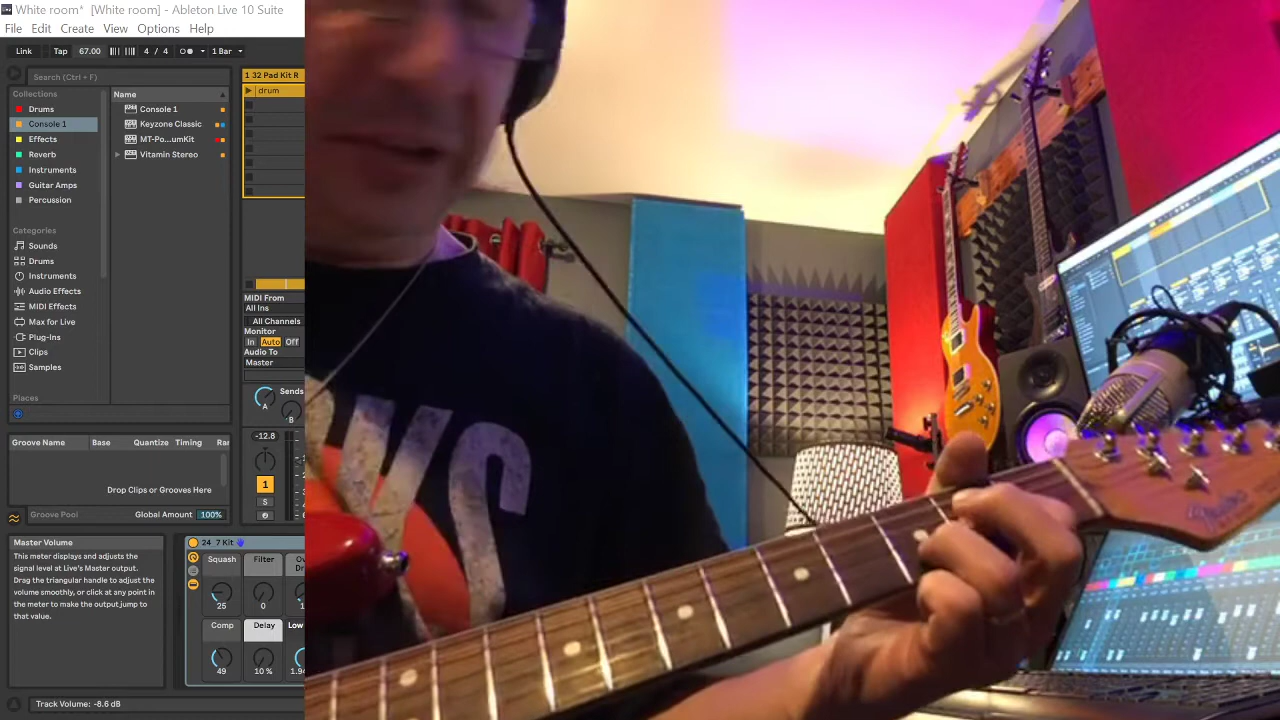 White room*  [White room] - Ableton Live 10 Suite
File Edit Create View Options Help
Link Tap 67.00 4 / 4 1 Bar
Search (Ctrl + F)
Collections
Drums
Console 1
Effects
Reverb
Instruments
Guitar Amps
Percussion
Categories
Sounds
Drums
Instruments
Audio Effects
MIDI Effects
Max for Live
Plug-Ins
Clips
Samples
Places
Name
Console 1
Keyzone Classic
MT-Po...umKit
Vitamin Stereo
1 32 Pad Kit R
drum
MIDI From
All Ins
All Channels
Monitor
In Auto Off
Audio To
Master
Sends
A
B
-12.8
1
S
Groove Name Base Quantize Timing Rar
Drop Clips or Grooves Here
Groove Pool Global Amount 100%
Master Volume
This meter displays and adjusts the
signal level at Live's Master output.
Drag the triangular handle to adjust the
volume smoothly, or click at any point
in the meter to make the output jump to
that value.
24_7 Kit
Squash Filter
25 0
Comp Delay Low
49 10 %
Track Volume: -8.6 dB